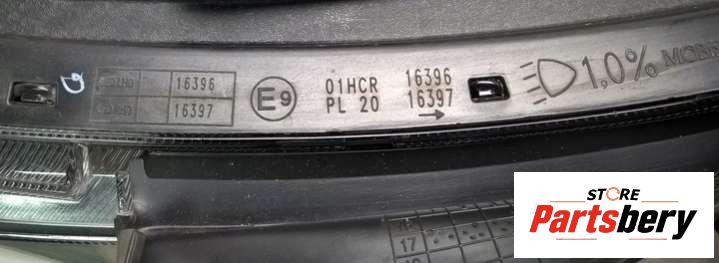 16396
16397
E9
01HCR 16396
PL 20 16397
1,0%
17
STORE
Partsbery